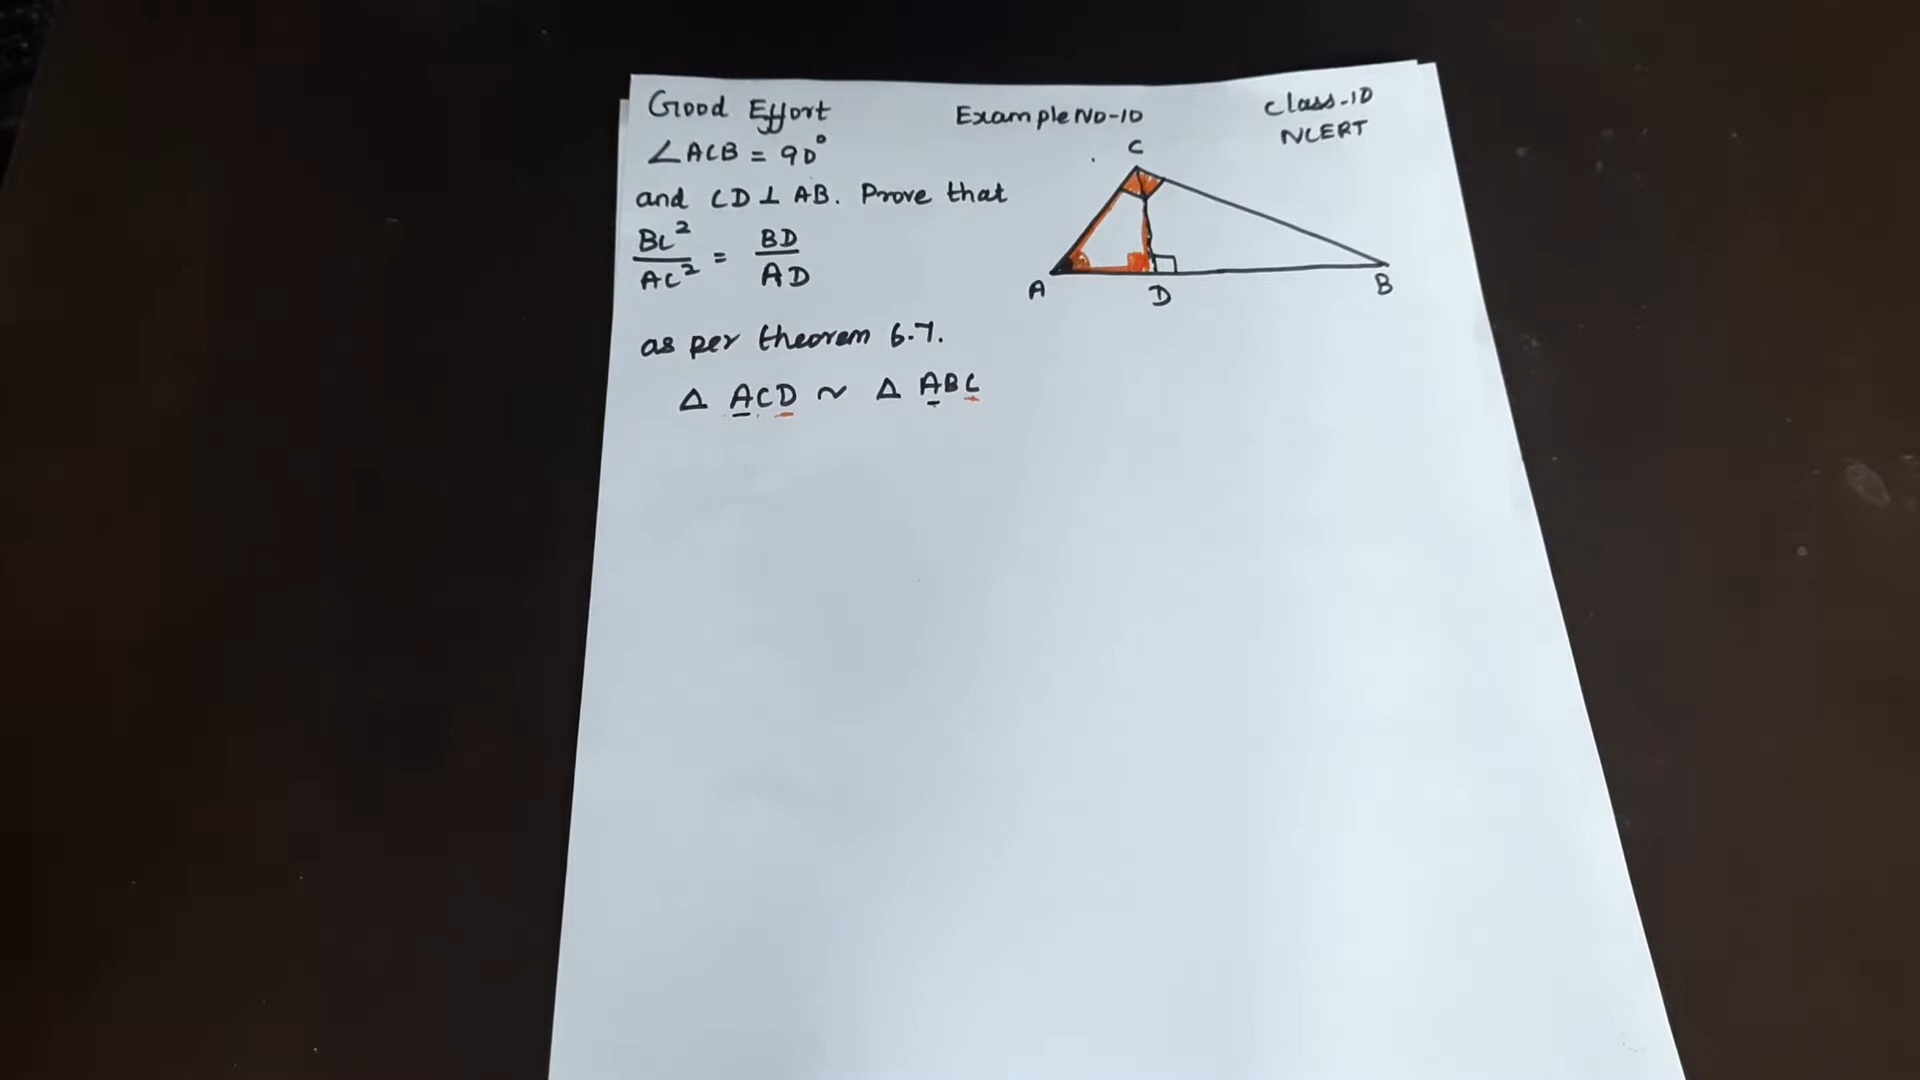 Good Effort
Example No-10
Class-10
NCERT
∠ACB = 90°
and CD ⊥ AB. Prove that
BC²/AC² = BD/AD
C
A
D
B
as per theorem 6.7.
Δ ACD ~ Δ ABC